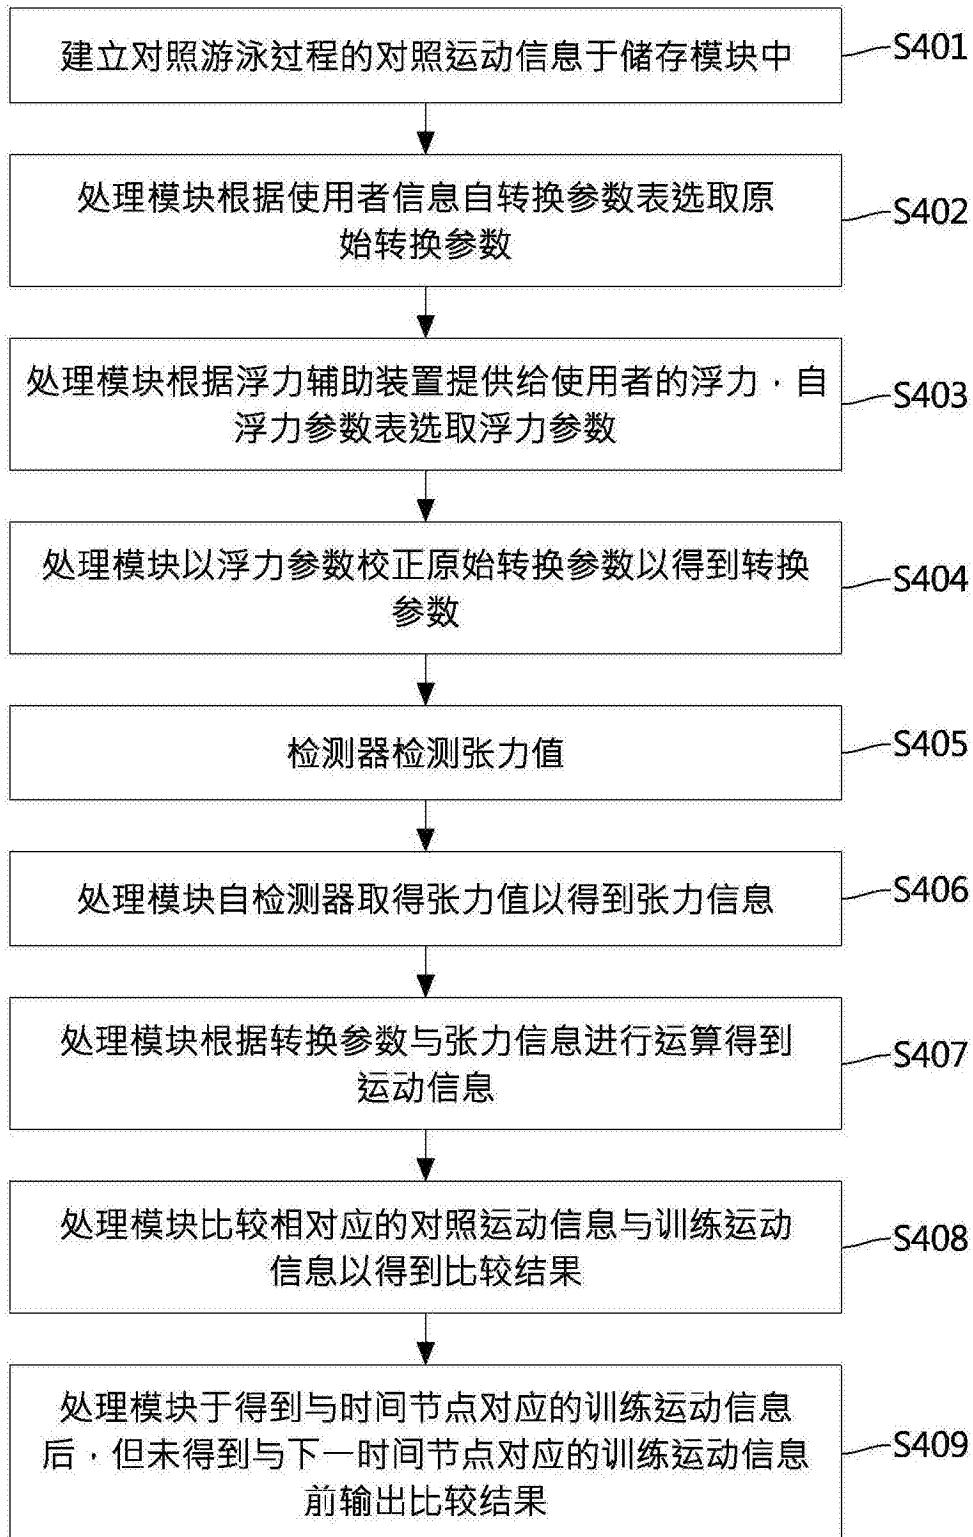 建立对照游泳过程的对照运动信息于储存模块中
S401
处理模块根据使用者信息自转换参数表选取原
始转换参数
S402
处理模块根据浮力辅助装置提供给使用者的浮力，自
浮力参数表选取浮力参数
S403
处理模块以浮力参数校正原始转换参数以得到转换
参数
S404
检测器检测张力值
S405
处理模块自检测器取得张力值以得到张力信息
S406
处理模块根据转换参数与张力信息进行运算得到
运动信息
S407
处理模块比较相对应的对照运动信息与训练运动
信息以得到比较结果
S408
处理模块于得到与时间节点对应的训练运动信息
后，但未得到与下一时间节点对应的训练运动信息
前输出比较结果
S409